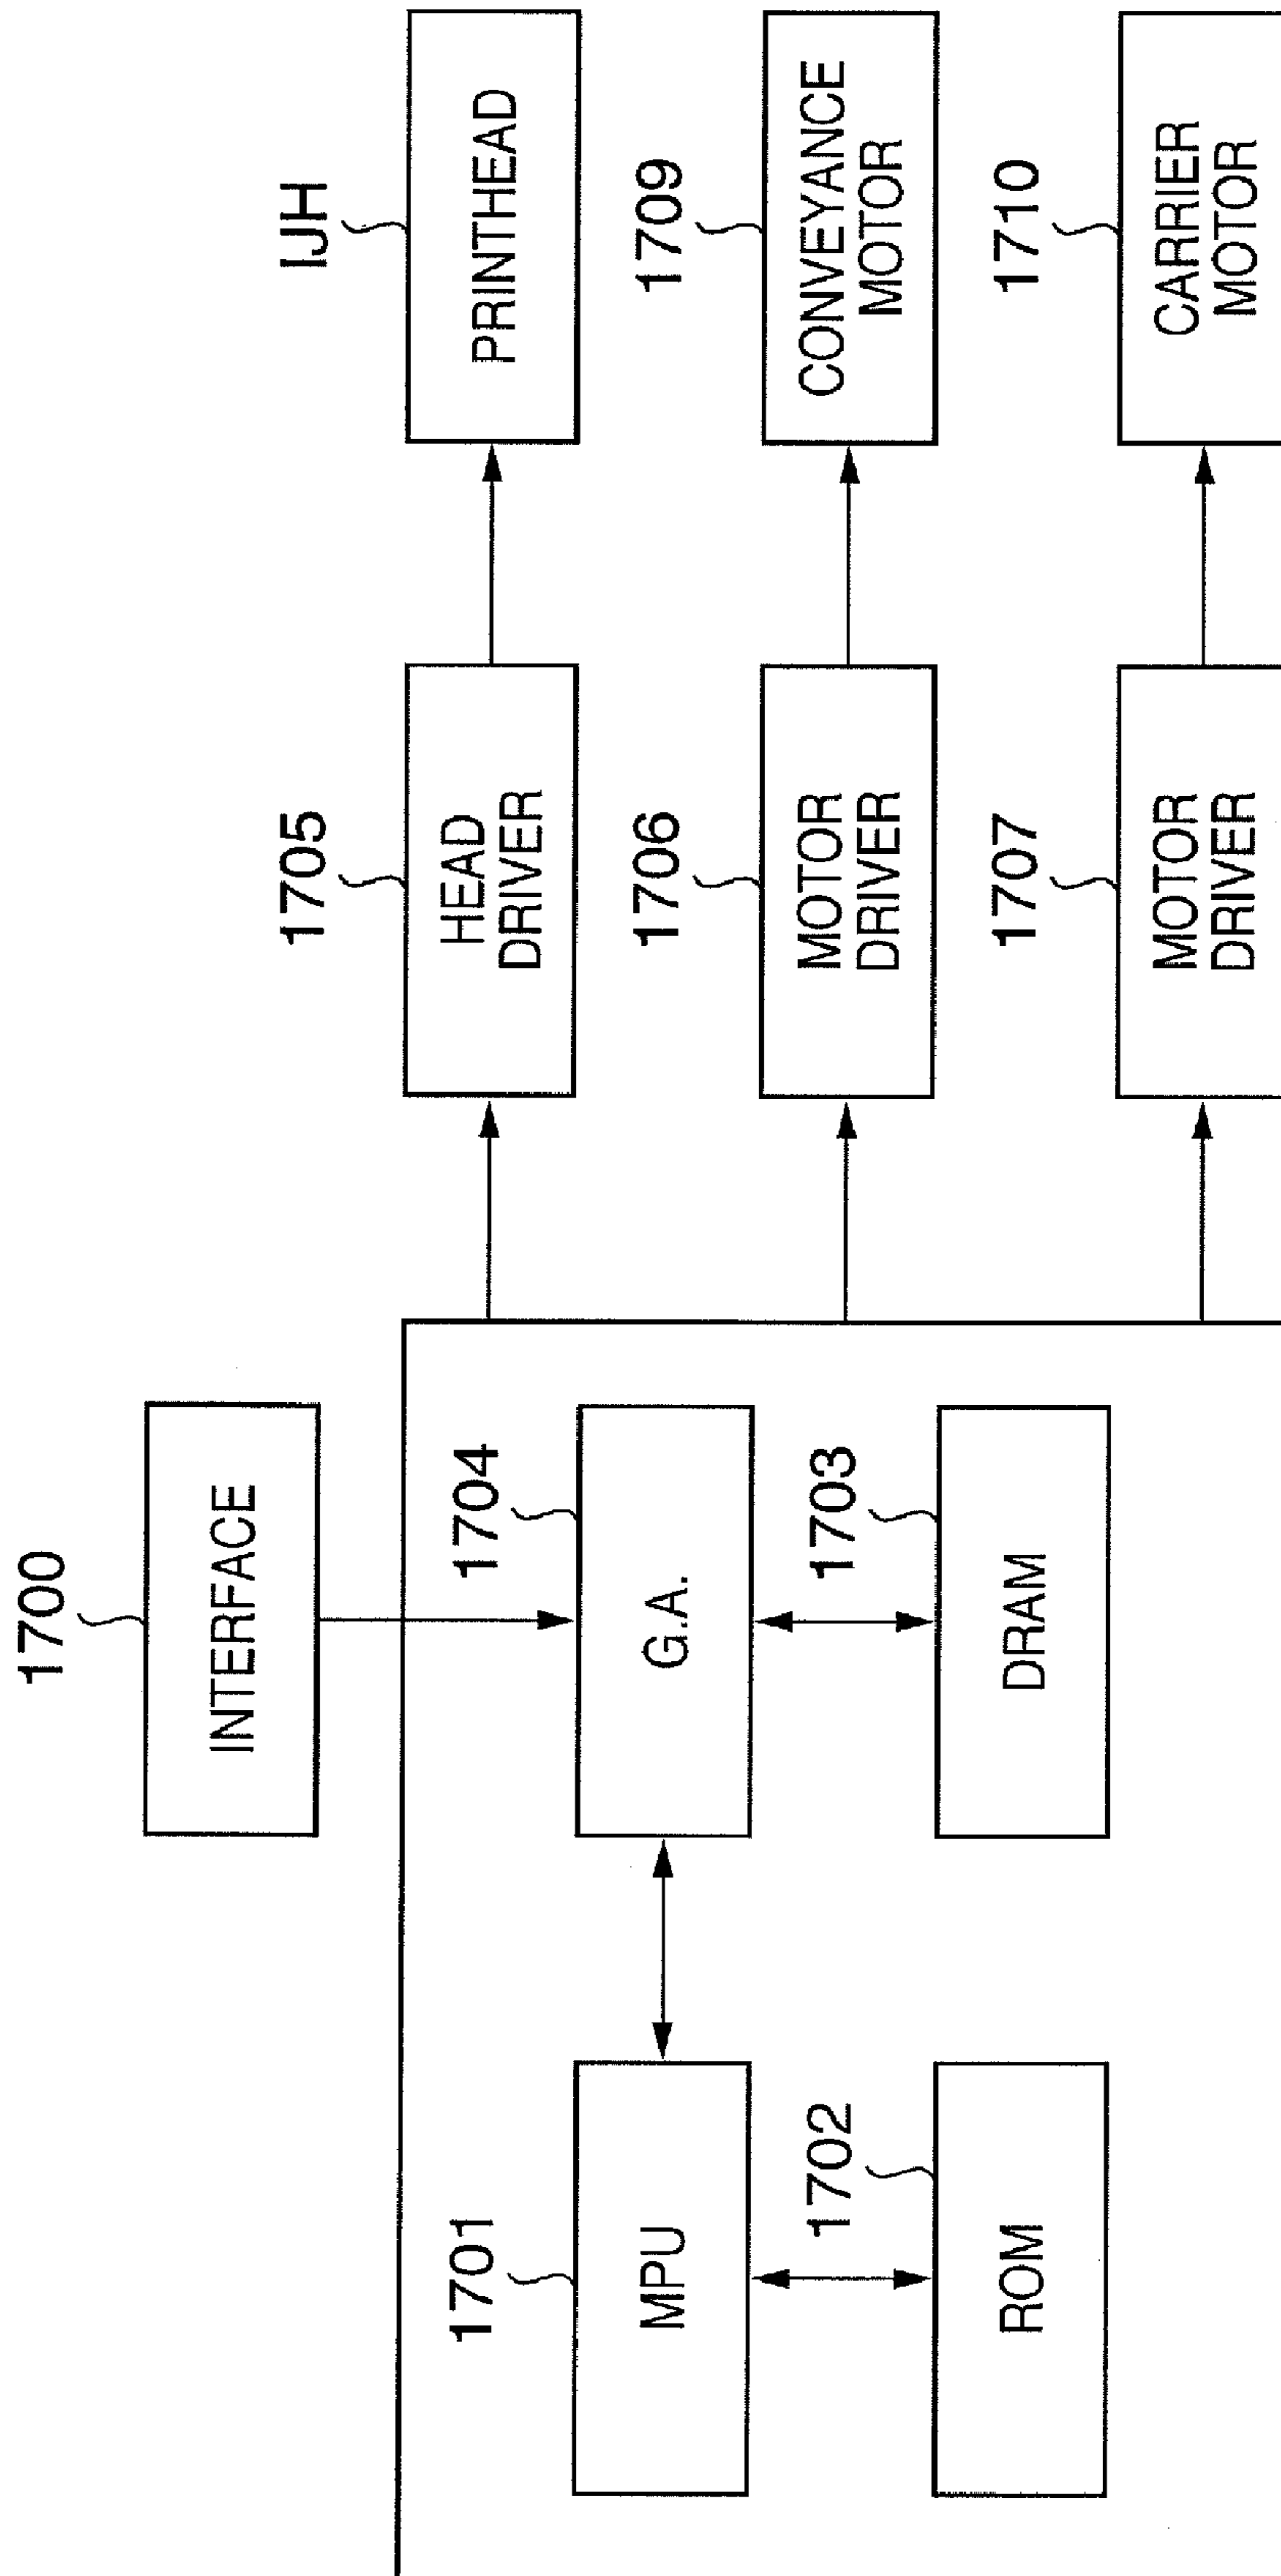 1700
INTERFACE
IJH
1705
PRINTHEAD
HEAD
DRIVER
1704
1701
G.A.
MPU
1709
1706
CONVEYANCE
MOTOR
MOTOR
DRIVER
1703
1702
DRAM
ROM
1710
1707
CARRIER
MOTOR
MOTOR
DRIVER